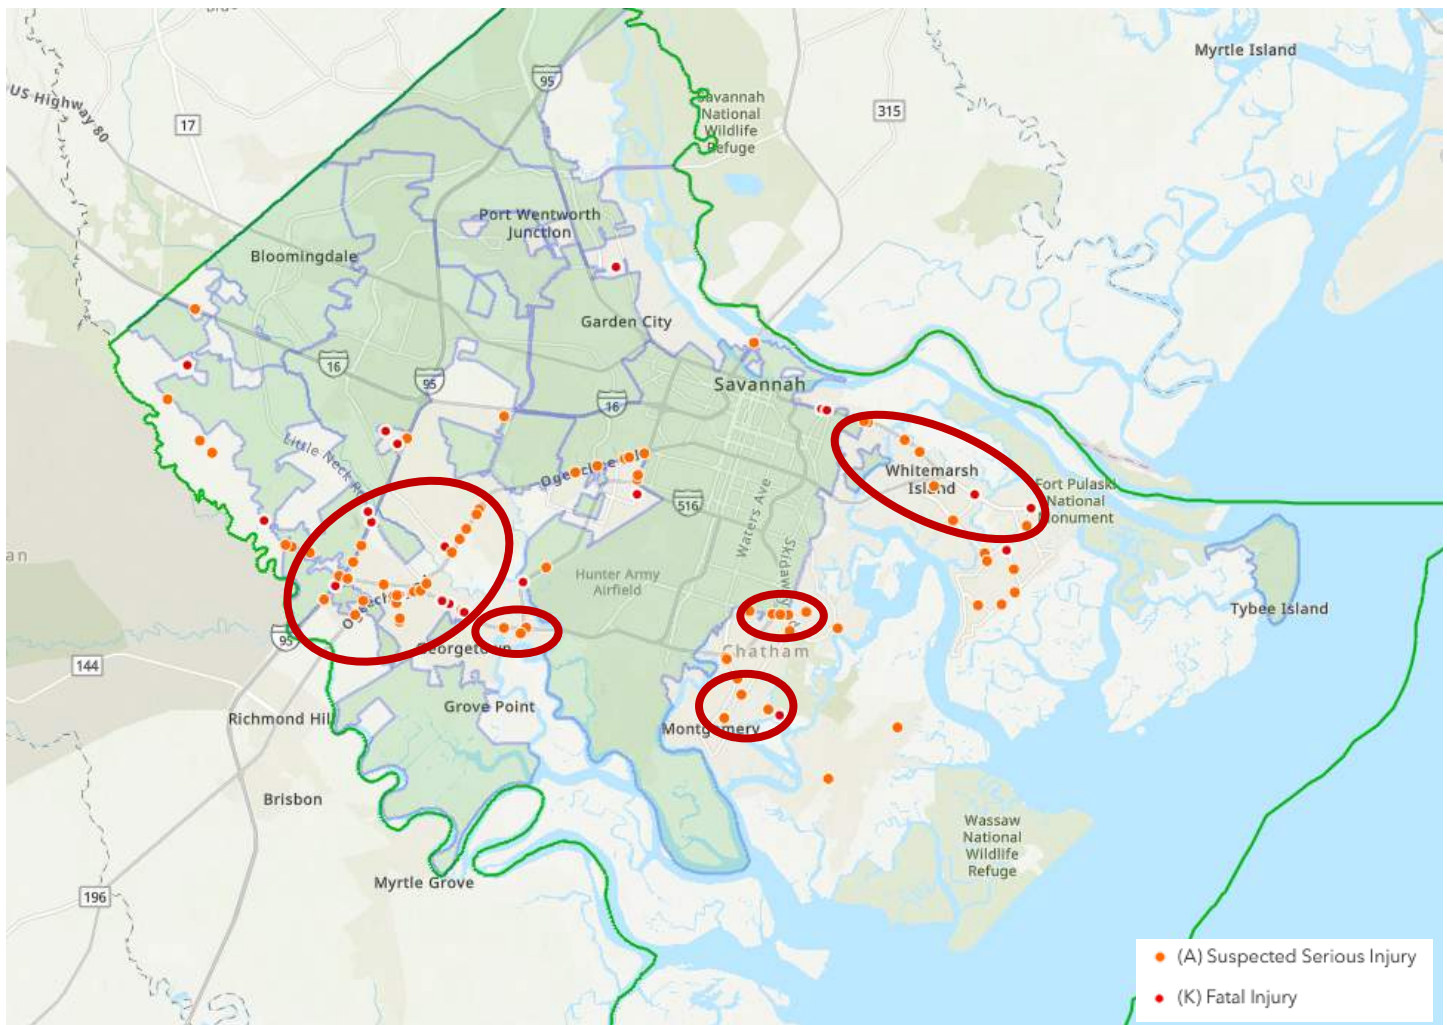 Myrtle Island
US Highway 80
95
17
315
Savannah
National
Wildlife
Refuge
Port Wentworth
Junction
Bloomingdale
Garden City
16
95
Savannah
16
Little Neck
Ogeechee
Whitemarsh
Island
Fort Pulaski
National
Monument
516
Waters Ave
Hunter Army
Airfield
Tybee Island
95
Georgetown
Chatham
144
Richmond Hill
Grove Point
Montgomery
Brisbon
Wassaw
National
Wildlife
Refuge
Myrtle Grove
196
(A) Suspected Serious Injury
(K) Fatal Injury